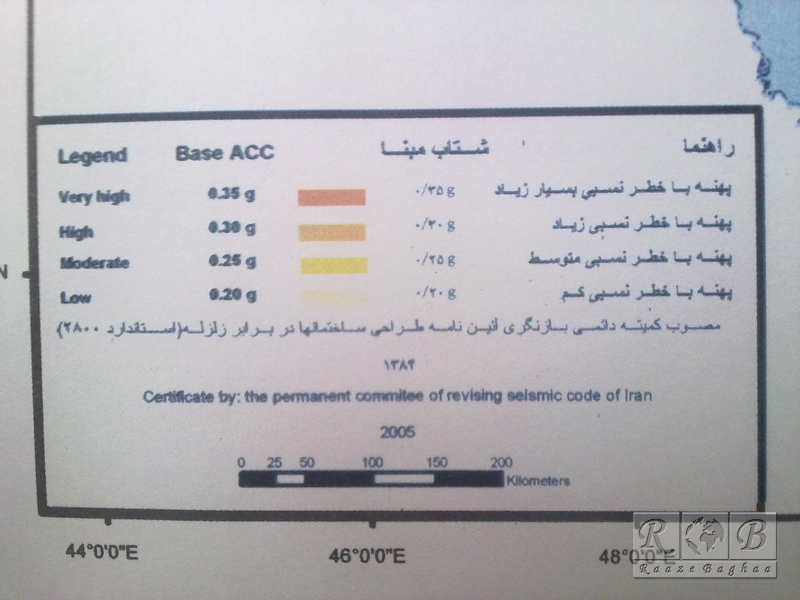 Legend Base ACC شتاب مبنا راهنما
Very high 0.35 g ۰/۳۵ g پهنه با خطر نسبی بسیار زیاد
High 0.30 g ۰/۳۰ g پهنه با خطر نسبی زیاد
Moderate 0.25 g ۰/۲۵ g پهنه با خطر نسبی متوسط
Low 0.20 g ۰/۲۰ g پهنه با خطر نسبی کم
مصوب کمیته دائمی بازنگری آئین نامه طراحی ساختمانها در برابر زلزله(استاندارد ۲۸۰۰)
۱۳۸۴
Certificate by: the permanent commitee of revising seismic code of Iran
2005
0 25 50 100 150 200
Kilometers
N
44°0'0"E 46°0'0"E 48°0'0"E
R B
RaazeBaghaa